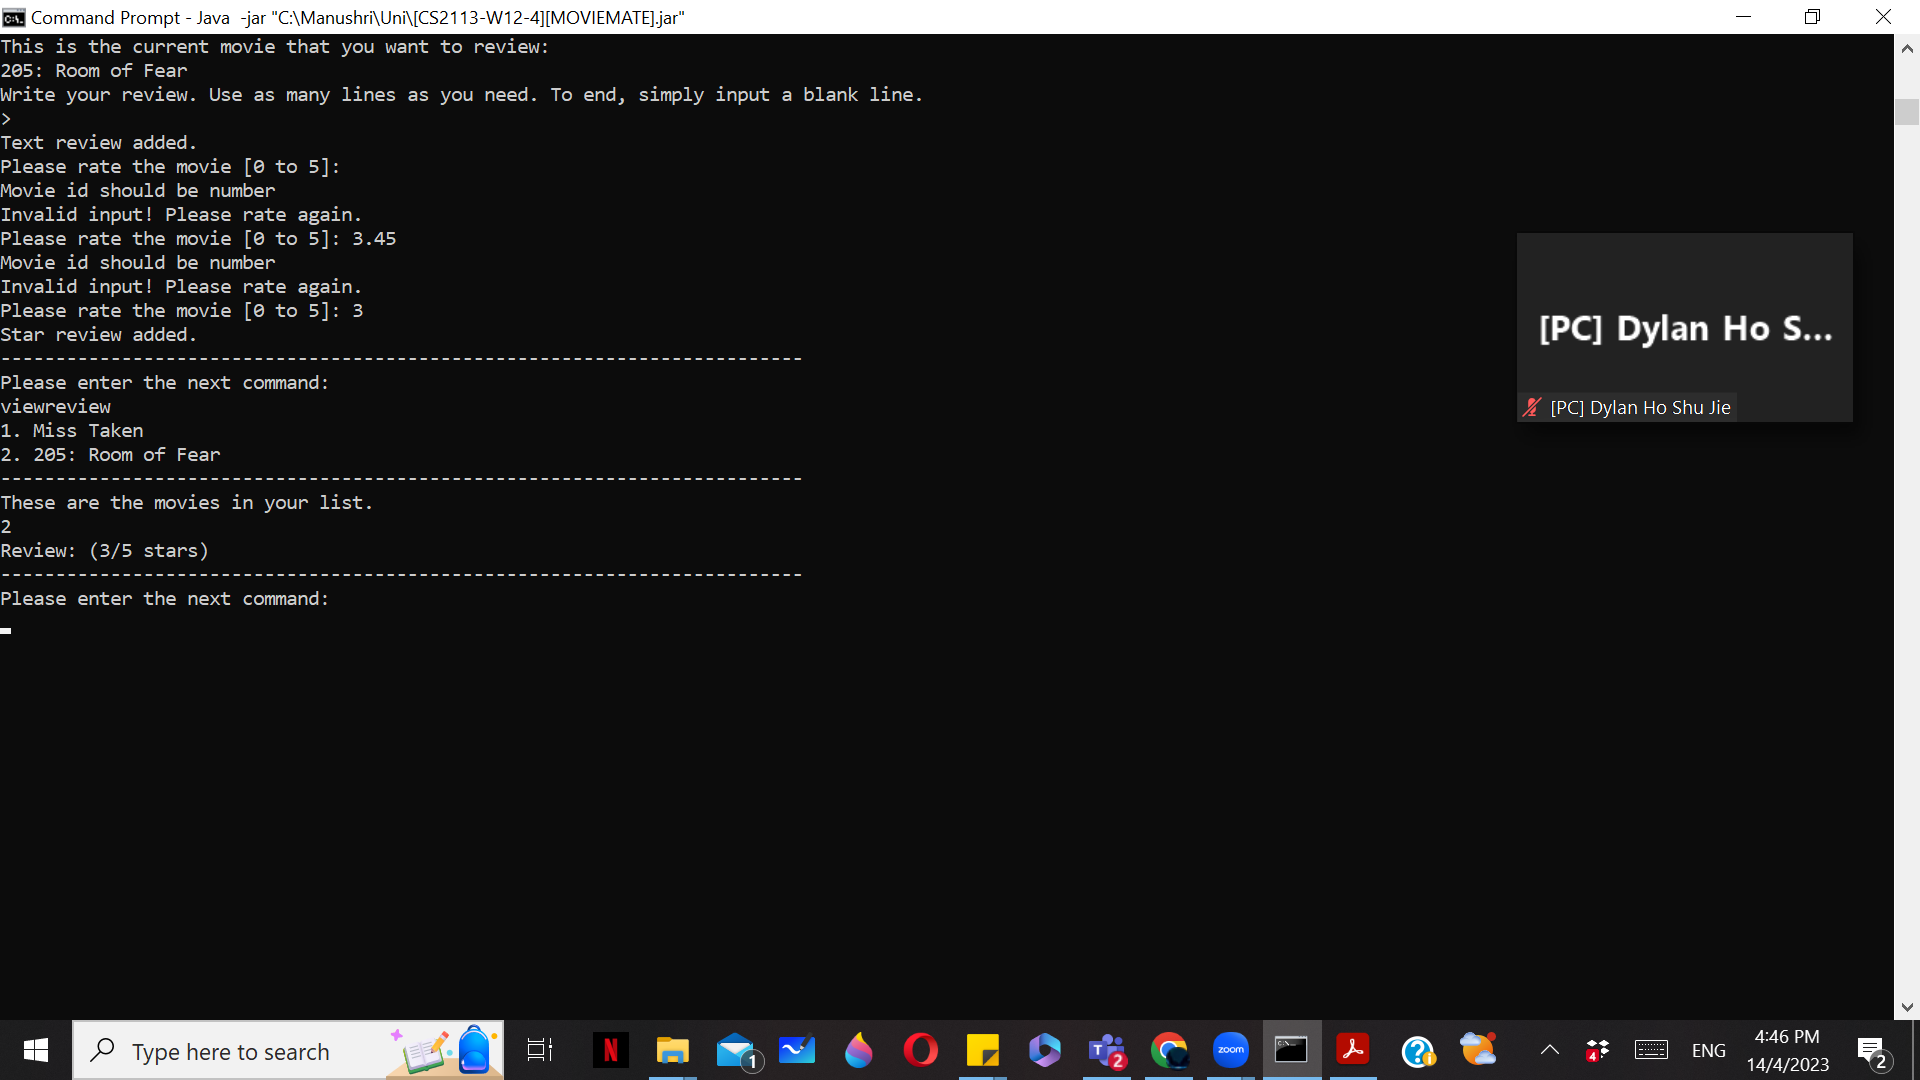 Command Prompt - Java  -jar "C:\Manushri\Uni\[CS2113-W12-4][MOVIEMATE].jar"
This is the current movie that you want to review:
205: Room of Fear
Write your review. Use as many lines as you need. To end, simply input a blank line.
>
Text review added.
Please rate the movie [0 to 5]:
Movie id should be number
Invalid input! Please rate again.
Please rate the movie [0 to 5]: 3.45
Movie id should be number
Invalid input! Please rate again.
Please rate the movie [0 to 5]: 3
Star review added.
-------------------------------------------------------------------------
Please enter the next command:
viewreview
1. Miss Taken
2. 205: Room of Fear
-------------------------------------------------------------------------
These are the movies in your list.
2
Review: (3/5 stars)
-------------------------------------------------------------------------
Please enter the next command:
[PC] Dylan Ho S...
[PC] Dylan Ho Shu Jie
Type here to search
N
1
2
zoom
4
ENG
4:46 PM
14/4/2023
2